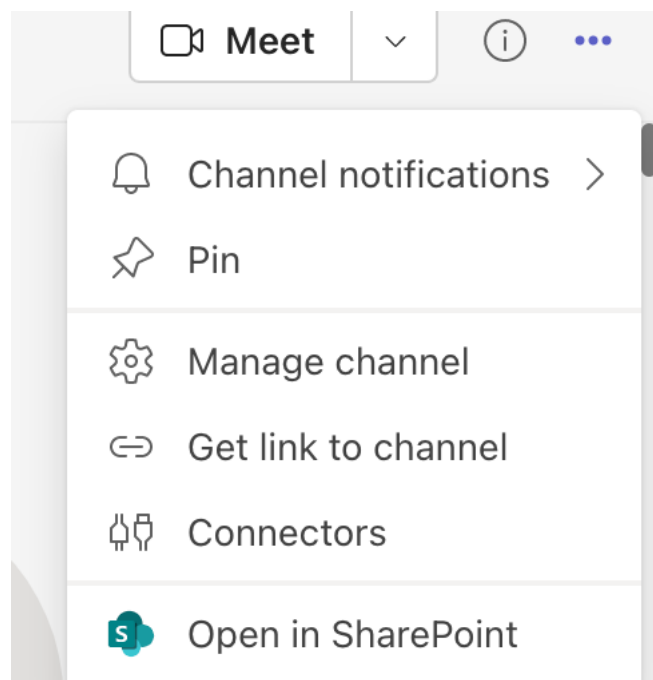 Meet
Channel notifications
Pin
Manage channel
Get link to channel
Connectors
S
Open in SharePoint